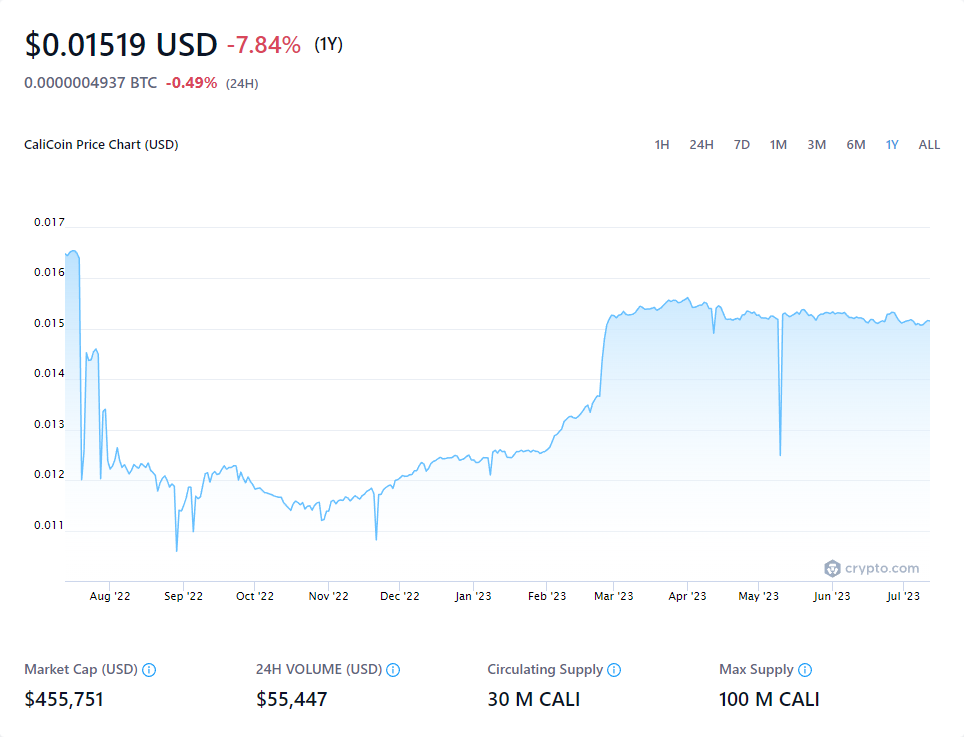 $0.01519 USD -7.84% (1Y)
0.0000004937 BTC -0.49% (24H)
CaliCoin Price Chart (USD)
1H 24H 7D 1M 3M 6M 1Y ALL
0.017
0.016
0.015
0.014
0.013
0.012
0.011
crypto.com
Aug '22 Sep '22 Oct '22 Nov '22 Dec '22 Jan '23 Feb '23 Mar '23 Apr '23 May '23 Jun '23 Jul '23
Market Cap (USD) 24H VOLUME (USD) Circulating Supply Max Supply
$455,751 $55,447 30 M CALI 100 M CALI